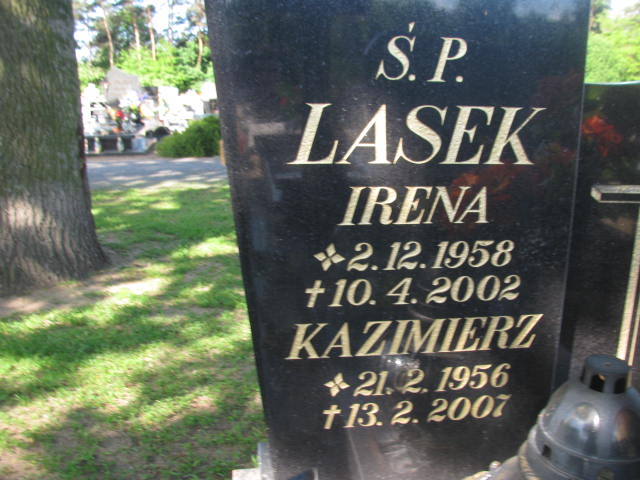 Ś. P.
LASEK
IRENA
2.12.1958
†10.4.2002
KAZIMIERZ
21.2.1956
†13.2.2007